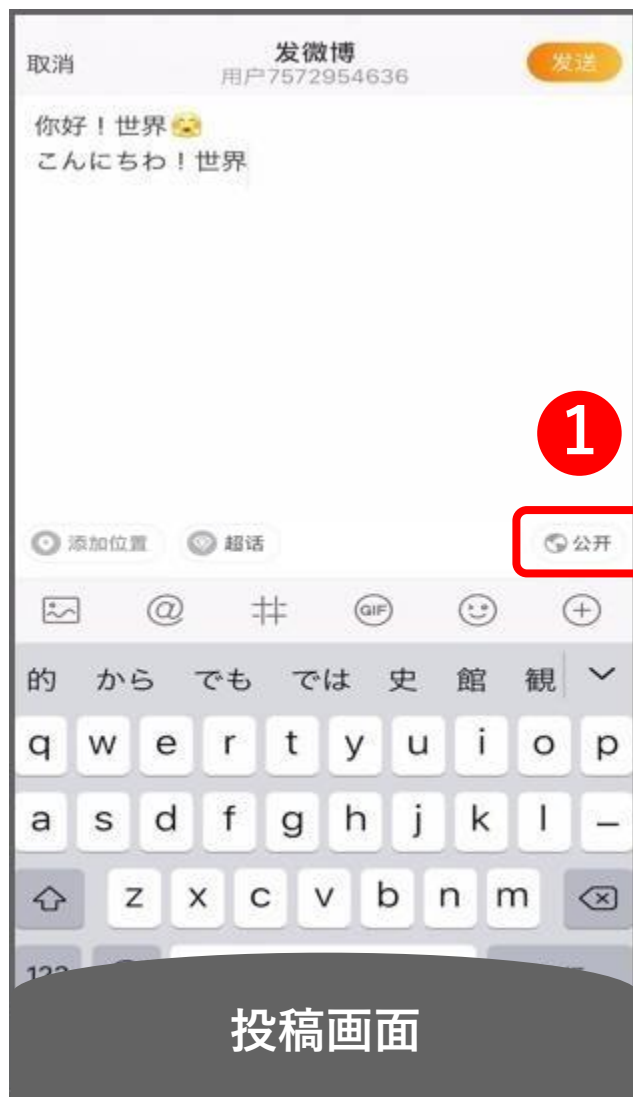 取消
发微博
发送
用户7572954636
你好！世界
こんにちわ！世界
1
添加位置
超话
公开
@
GIF
的 から でも では 史 館 観
q w e r t y u i o p
a s d f g h j k l –
z x c v b n m
投稿画面